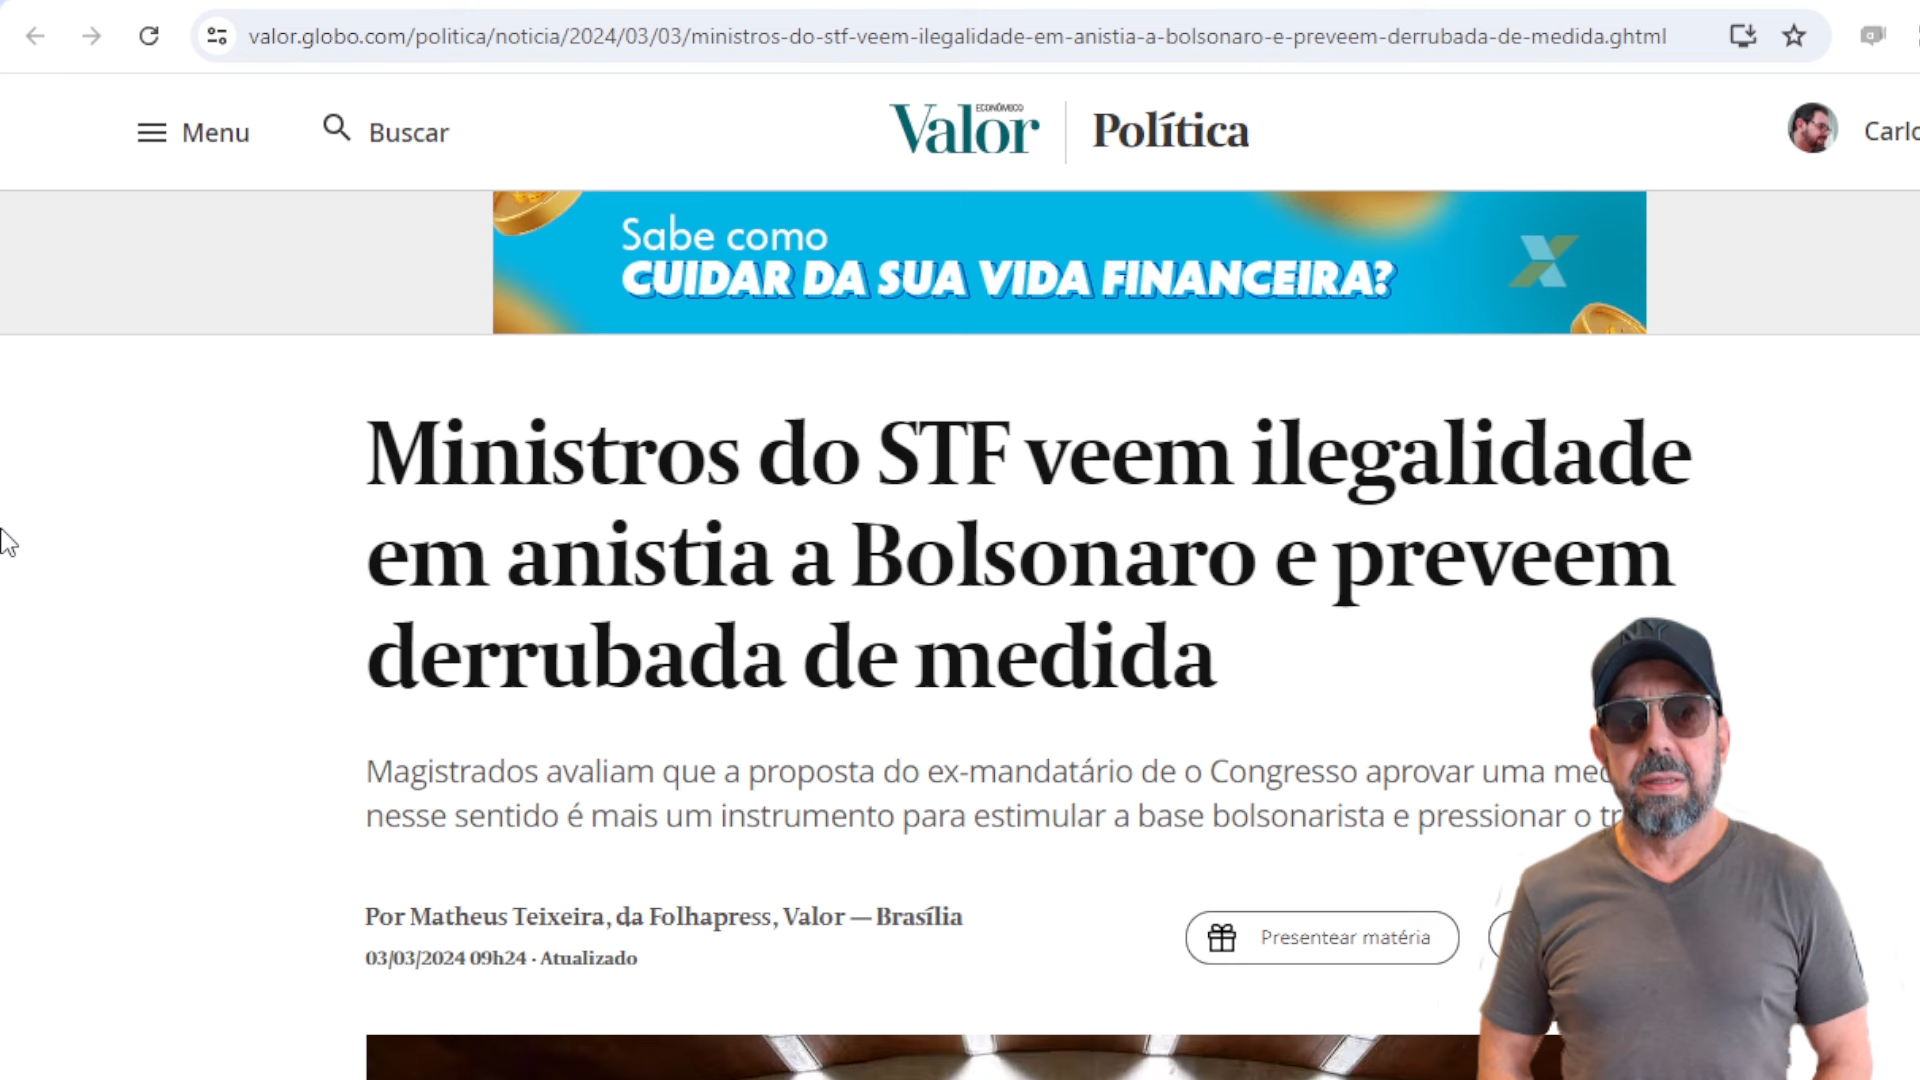 valor.globo.com/politica/noticia/2024/03/03/ministros-do-stf-veem-ilegalidade-em-anistia-a-bolsonaro-e-preveem-derrubada-de-medida.ghtml
Menu
Buscar
Valor ECONÔMICO
Política
Sabe como
CUIDAR DA SUA VIDA FINANCEIRA?
Ministros do STF veem ilegalidade
em anistia a Bolsonaro e preveem
derrubada de medida
Magistrados avaliam que a proposta do ex-mandatário de o Congresso aprovar uma
nesse sentido é mais um instrumento para estimular a base bolsonarista e pressionar o
Por Matheus Teixeira, da Folhapress, Valor — Brasília
03/03/2024 09h24 · Atualizado
Presentear matéria